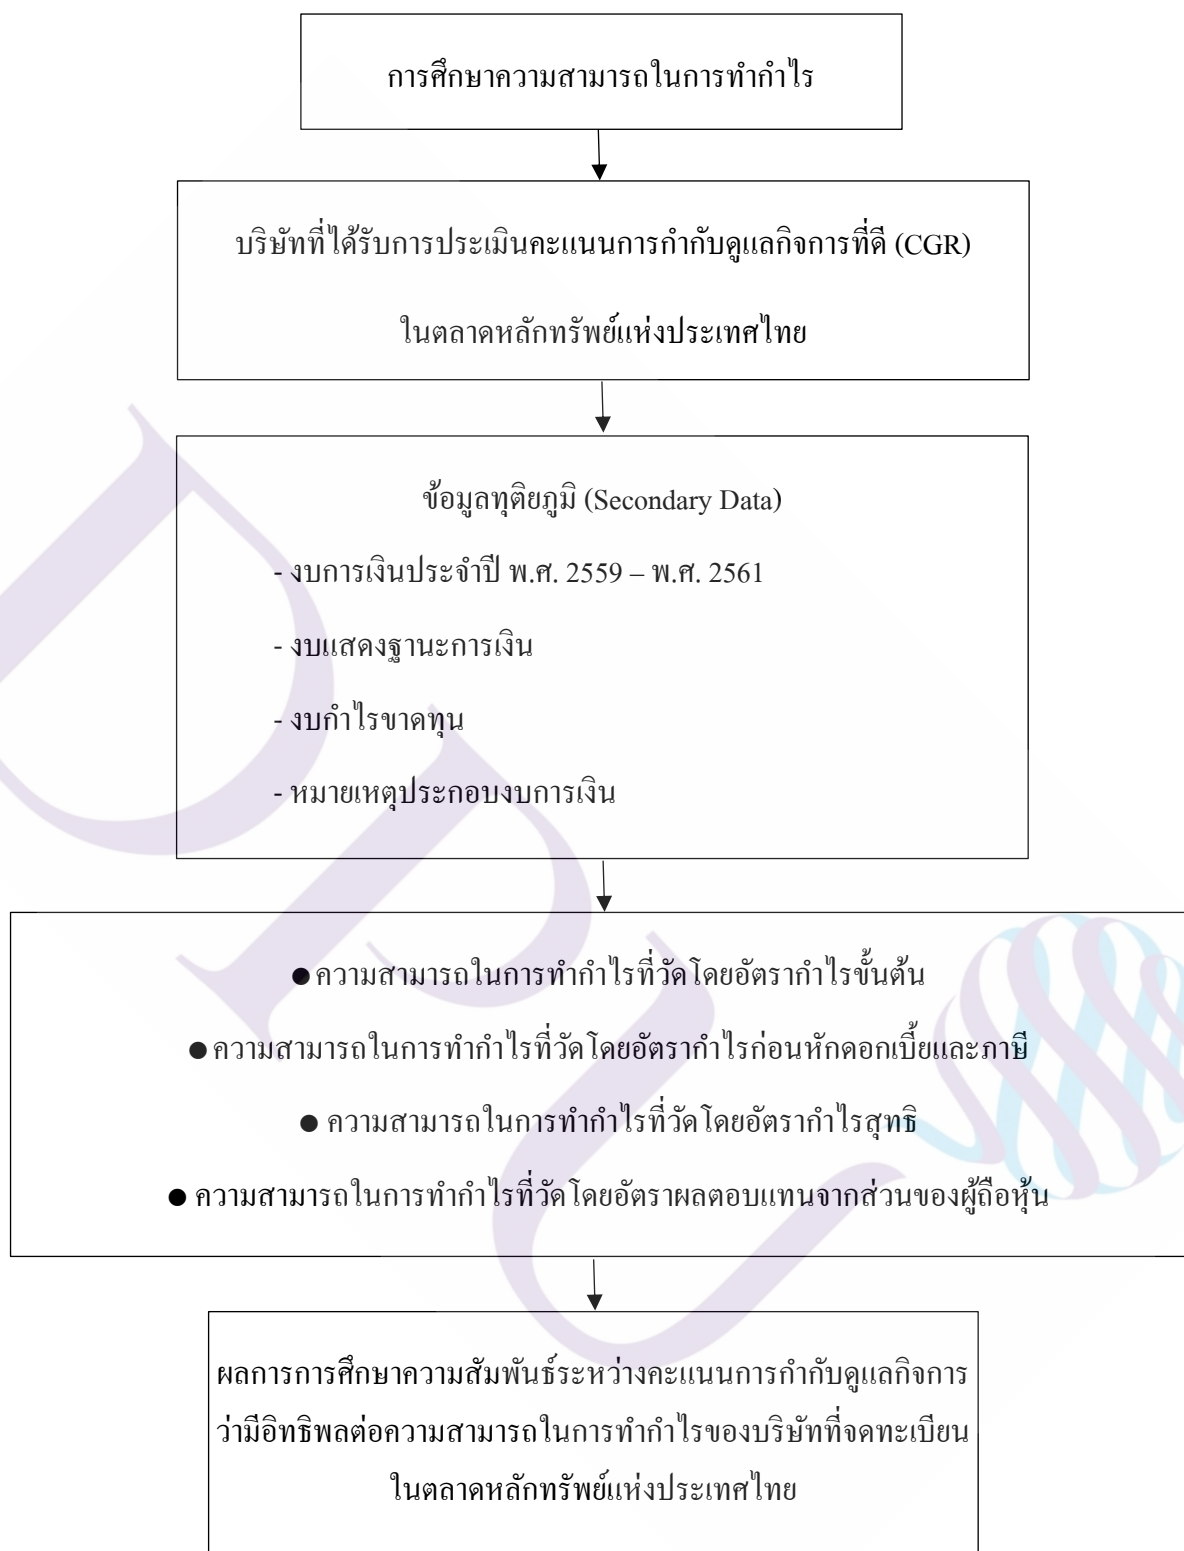 การศึกษาความสามารถในการทำกำไร
บริษัทที่ได้รับการประเมินคะแนนการกำกับดูแลกิจการที่ดี (CGR)
ในตลาดหลักทรัพย์แห่งประเทศไทย
ข้อมูลทุติยภูมิ (Secondary Data)
- งบการเงินประจำปี พ.ศ. 2559 – พ.ศ. 2561
- งบแสดงฐานะการเงิน
- งบกำไรขาดทุน
- หมายเหตุประกอบงบการเงิน
● ความสามารถในการทำกำไรที่วัดโดยอัตรากำไรขั้นต้น
● ความสามารถในการทำกำไรที่วัดโดยอัตรากำไรก่อนหักดอกเบี้ยและภาษี
● ความสามารถในการทำกำไรที่วัดโดยอัตรากำไรสุทธิ
● ความสามารถในการทำกำไรที่วัดโดยอัตราผลตอบแทนจากส่วนของผู้ถือหุ้น
ผลการการศึกษาความสัมพันธ์ระหว่างคะแนนการกำกับดูแลกิจการ
ว่ามีอิทธิพลต่อความสามารถในการทำกำไรของบริษัทที่จดทะเบียน
ในตลาดหลักทรัพย์แห่งประเทศไทย
DPU